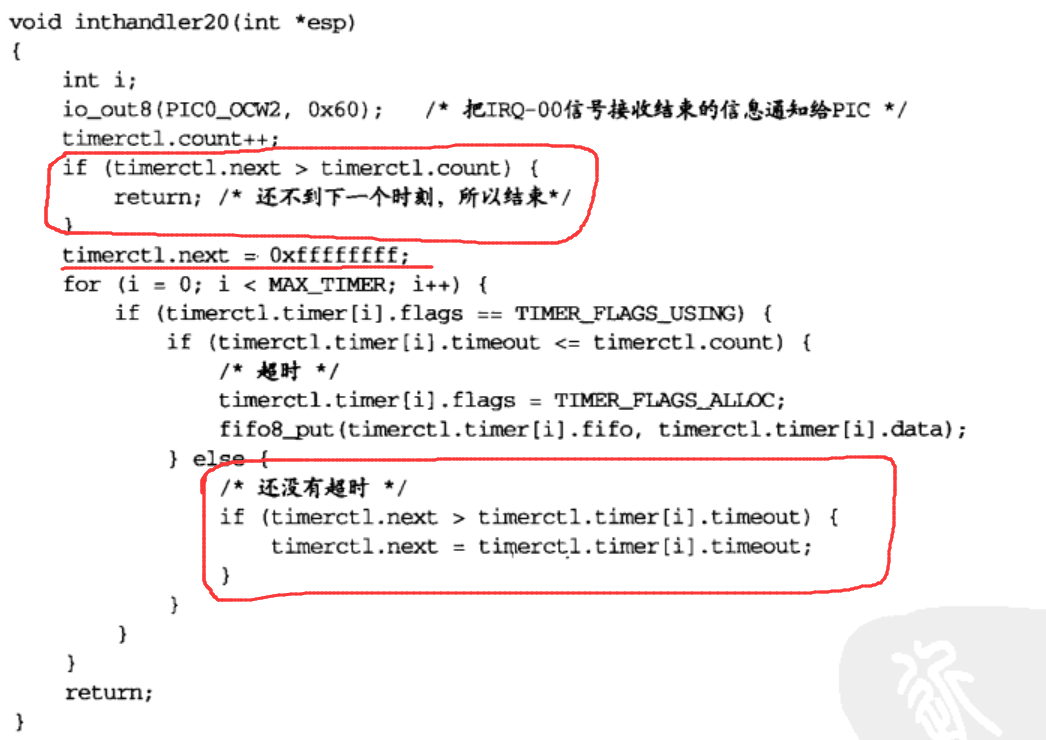 void inthandler20(int *esp)
{
    int i;
    io_out8(PIC0_OCW2, 0x60);   /* 把IRQ-00信号接收结束的信息通知给PIC */
    timerctl.count++;
    if (timerctl.next > timerctl.count) {
        return; /* 还不到下一个时刻，所以结束*/
    }
    timerctl.next = 0xffffffff;
    for (i = 0; i < MAX_TIMER; i++) {
        if (timerctl.timer[i].flags == TIMER_FLAGS_USING) {
            if (timerctl.timer[i].timeout <= timerctl.count) {
                /* 超时 */
                timerctl.timer[i].flags = TIMER_FLAGS_ALLOC;
                fifo8_put(timerctl.timer[i].fifo, timerctl.timer[i].data);
            } else {
                /* 还没有超时 */
                if (timerctl.next > timerctl.timer[i].timeout) {
                    timerctl.next = timerctl.timer[i].timeout;
                }
            }
        }
    }
    return;
}